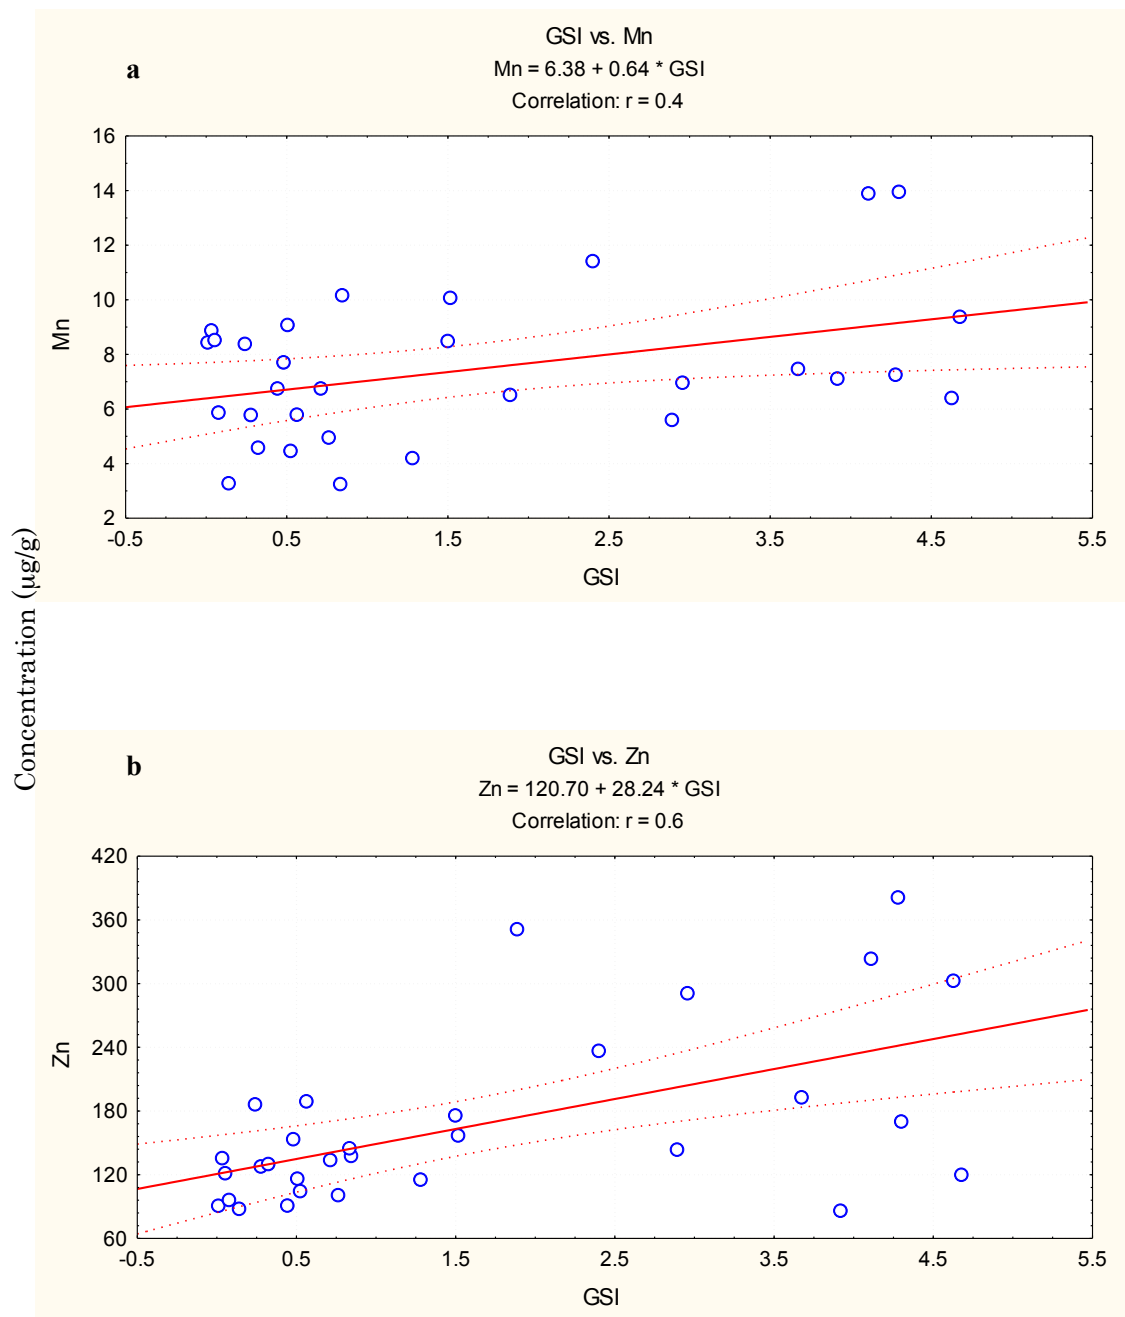 Concentration (µg/g)
a
GSI vs. Mn
Mn = 6.38 + 0.64 * GSI
Correlation: r = 0.4
16
14
12
10
8
6
4
2
Mn
-0.5 0.5 1.5 2.5 3.5 4.5 5.5
GSI
b
GSI vs. Zn
Zn = 120.70 + 28.24 * GSI
Correlation: r = 0.6
420
360
300
240
180
120
60
Zn
-0.5 0.5 1.5 2.5 3.5 4.5 5.5
GSI